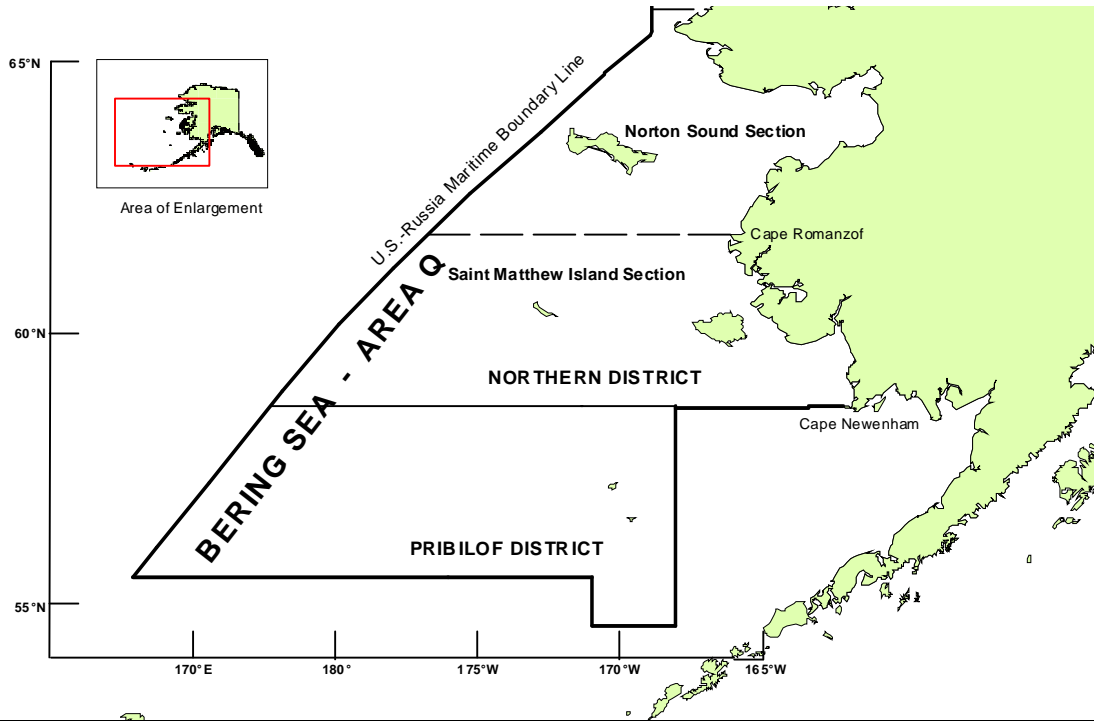 65°N
U.S.-Russia Maritime Boundary Line
Norton Sound Section
Area of Enlargement
Cape Romanzof
Saint Matthew Island Section
BERING SEA - AREA Q
60°N
NORTHERN DISTRICT
Cape Newenham
PRIBILOF DISTRICT
55°N
170°E
180°
175°W
170°W
165°W